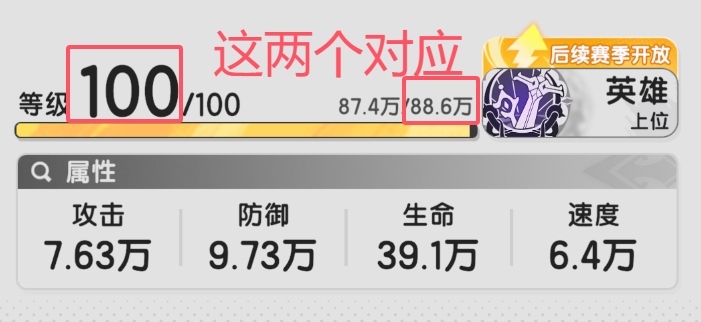 这两个对应
后续赛季开放
等级100/100
87.4万/88.6万
英雄
上位
属性
攻击 防御 生命 速度
7.63万 9.73万 39.1万 6.4万